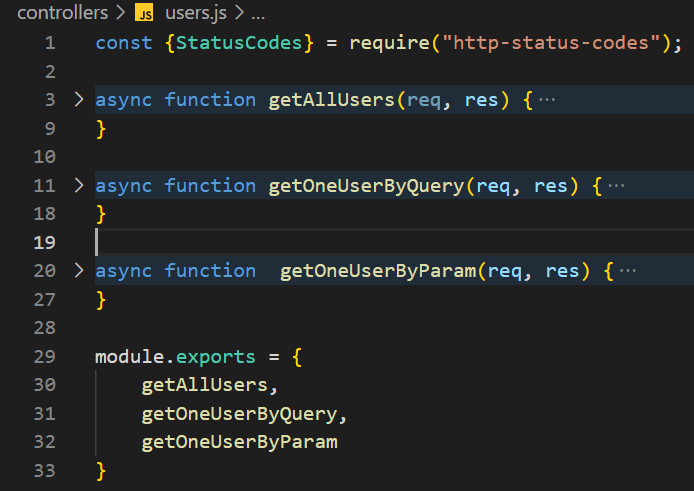 controllers > JS users.js > ...
1 const {StatusCodes} = require("http-status-codes");
2
3 > async function getAllUsers(req, res) { ...
9 }
10
11 > async function getOneUserByQuery(req, res) { ...
18 }
19
20 > async function  getOneUserByParam(req, res) { ...
27 }
28
29 module.exports = {
30     getAllUsers,
31     getOneUserByQuery,
32     getOneUserByParam
33 }